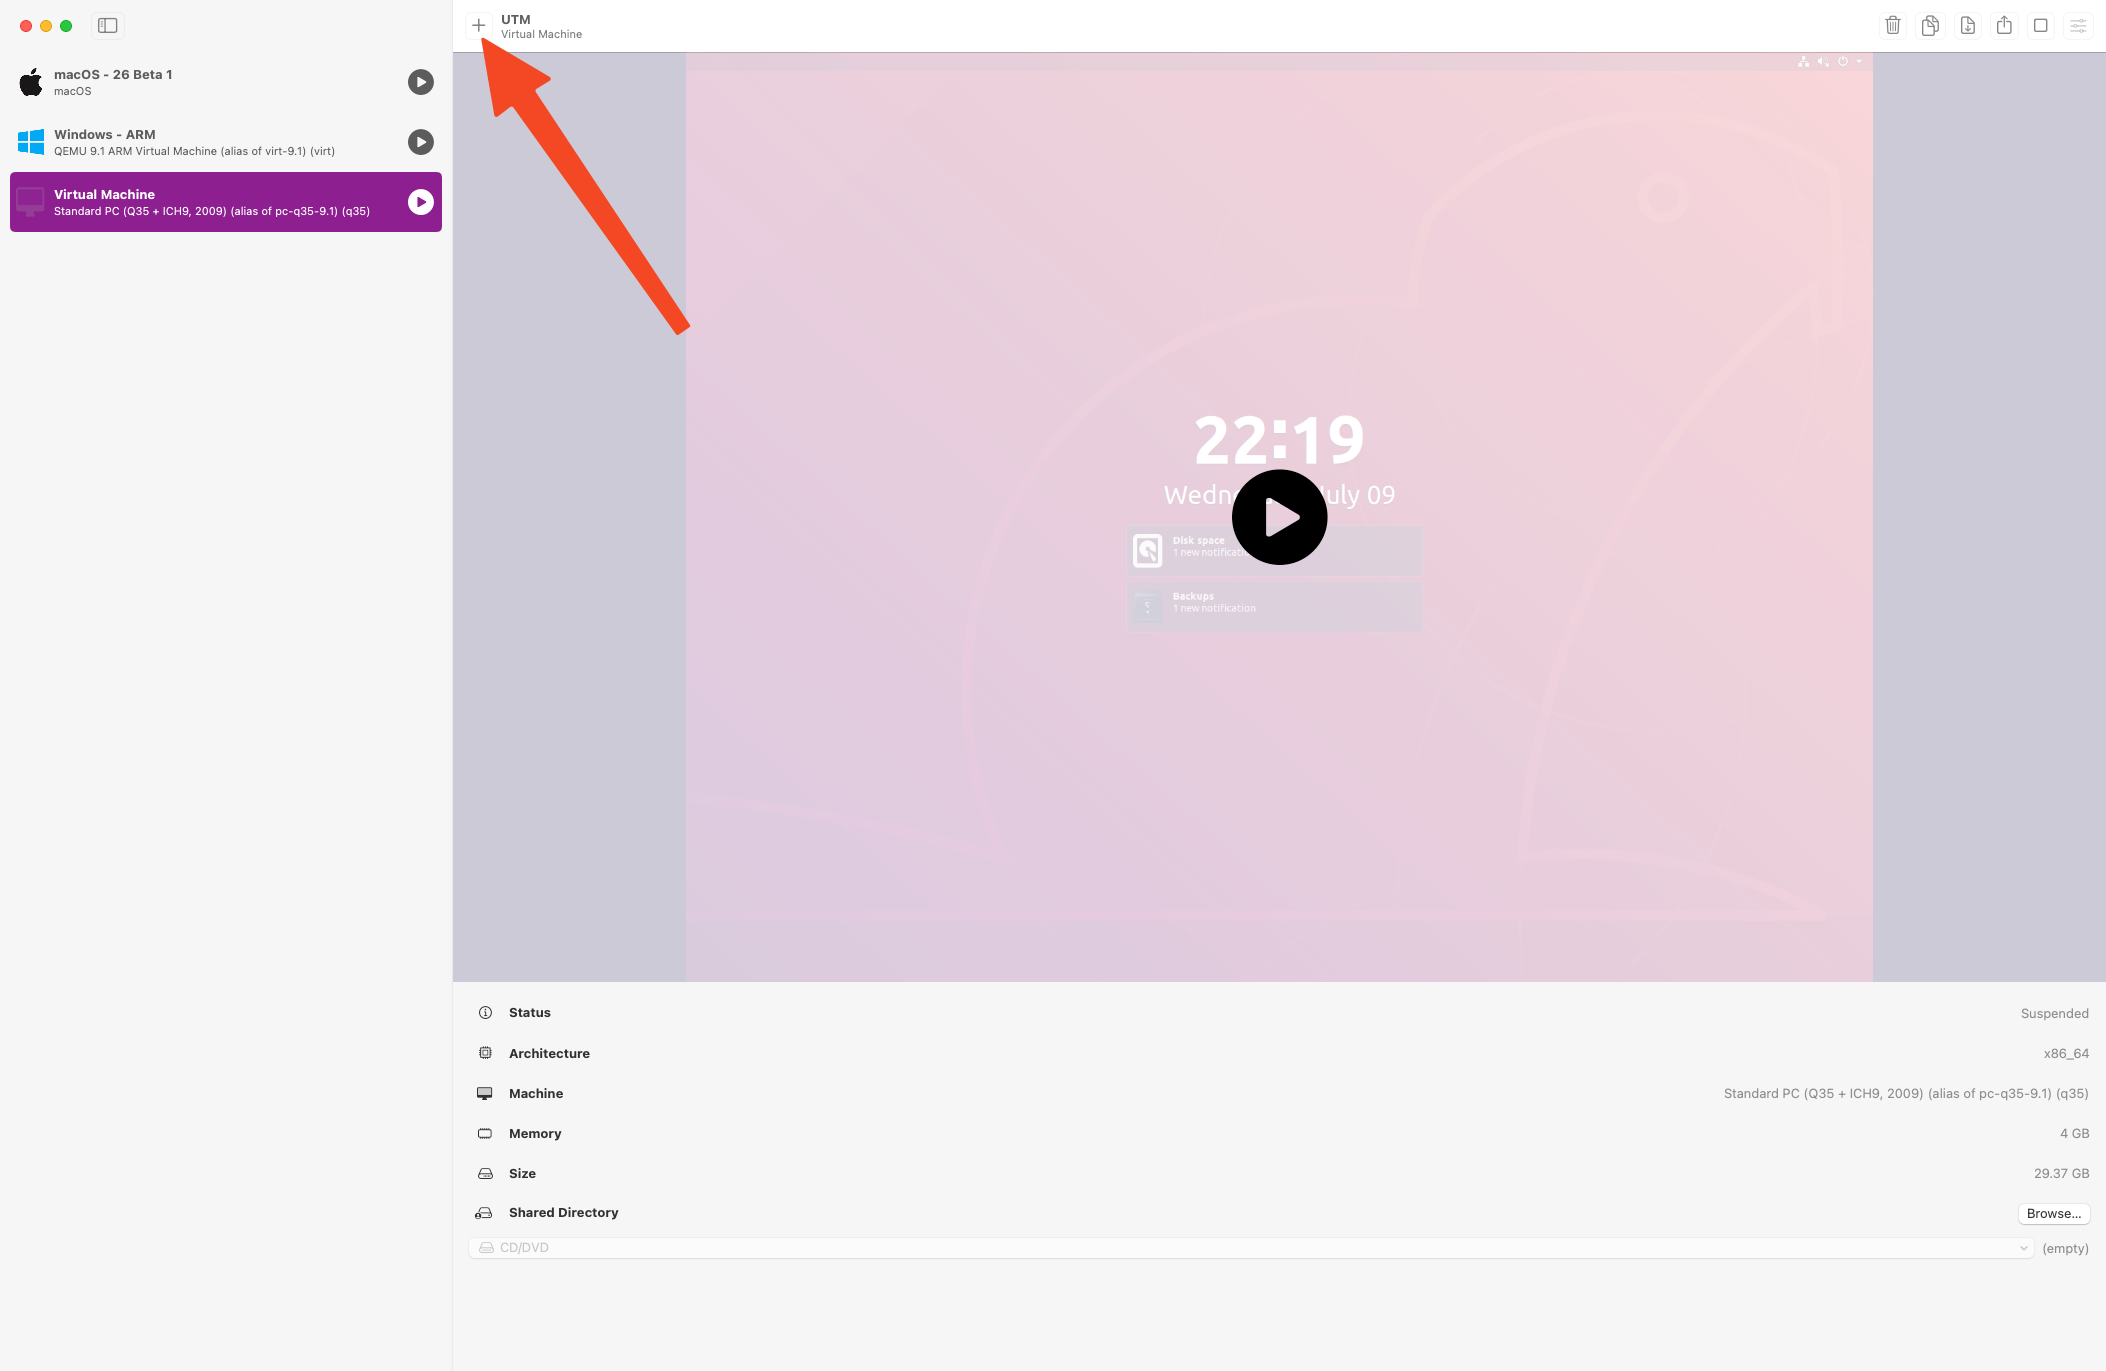 UTM
Virtual Machine
macOS - 26 Beta 1
macOS
Windows - ARM
QEMU 9.1 ARM Virtual Machine (alias of virt-9.1) (virt)
Virtual Machine
Standard PC (Q35 + ICH9, 2009) (alias of pc-q35-9.1) (q35)
22:19
Wedn uly 09
Disk space
1 new notificati
Backups
1 new notification
Status
Suspended
Architecture
x86_64
Machine
Standard PC (Q35 + ICH9, 2009) (alias of pc-q35-9.1) (q35)
Memory
4 GB
Size
29.37 GB
Shared Directory
Browse...
CD/DVD
(empty)